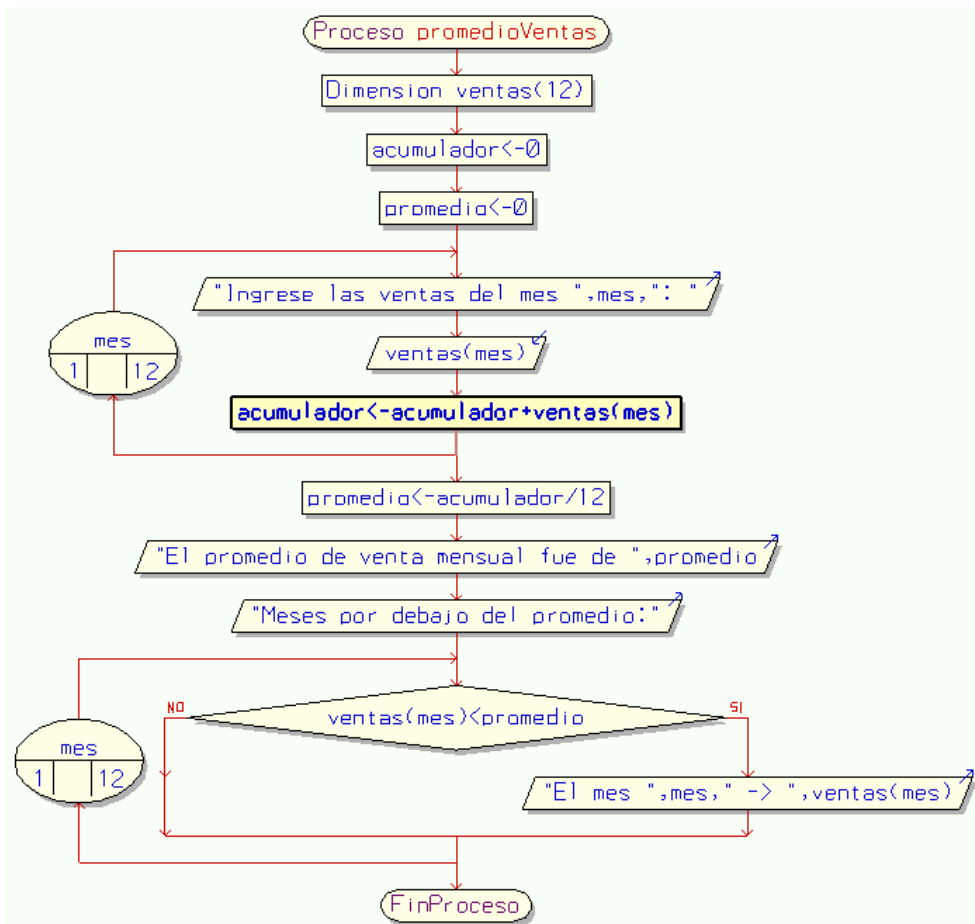 Proceso promedioVentas
Dimension ventas(12)
acumulador<-0
promedio<-0
"Ingrese las ventas del mes ",mes,": "
mes
1 12
ventas(mes)
acumulador<-acumulador+ventas(mes)
promedio<-acumulador/12
"El promedio de venta mensual fue de ",promedio
"Meses por debajo del promedio:"
NO
ventas(mes)<promedio
SI
mes
1 12
"El mes ",mes," -> ",ventas(mes)
FinProceso